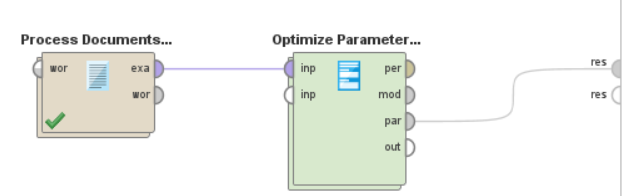 Process Documents...
wor exa
wor
Optimize Parameter...
inp per
inp mod
par
out
res
res